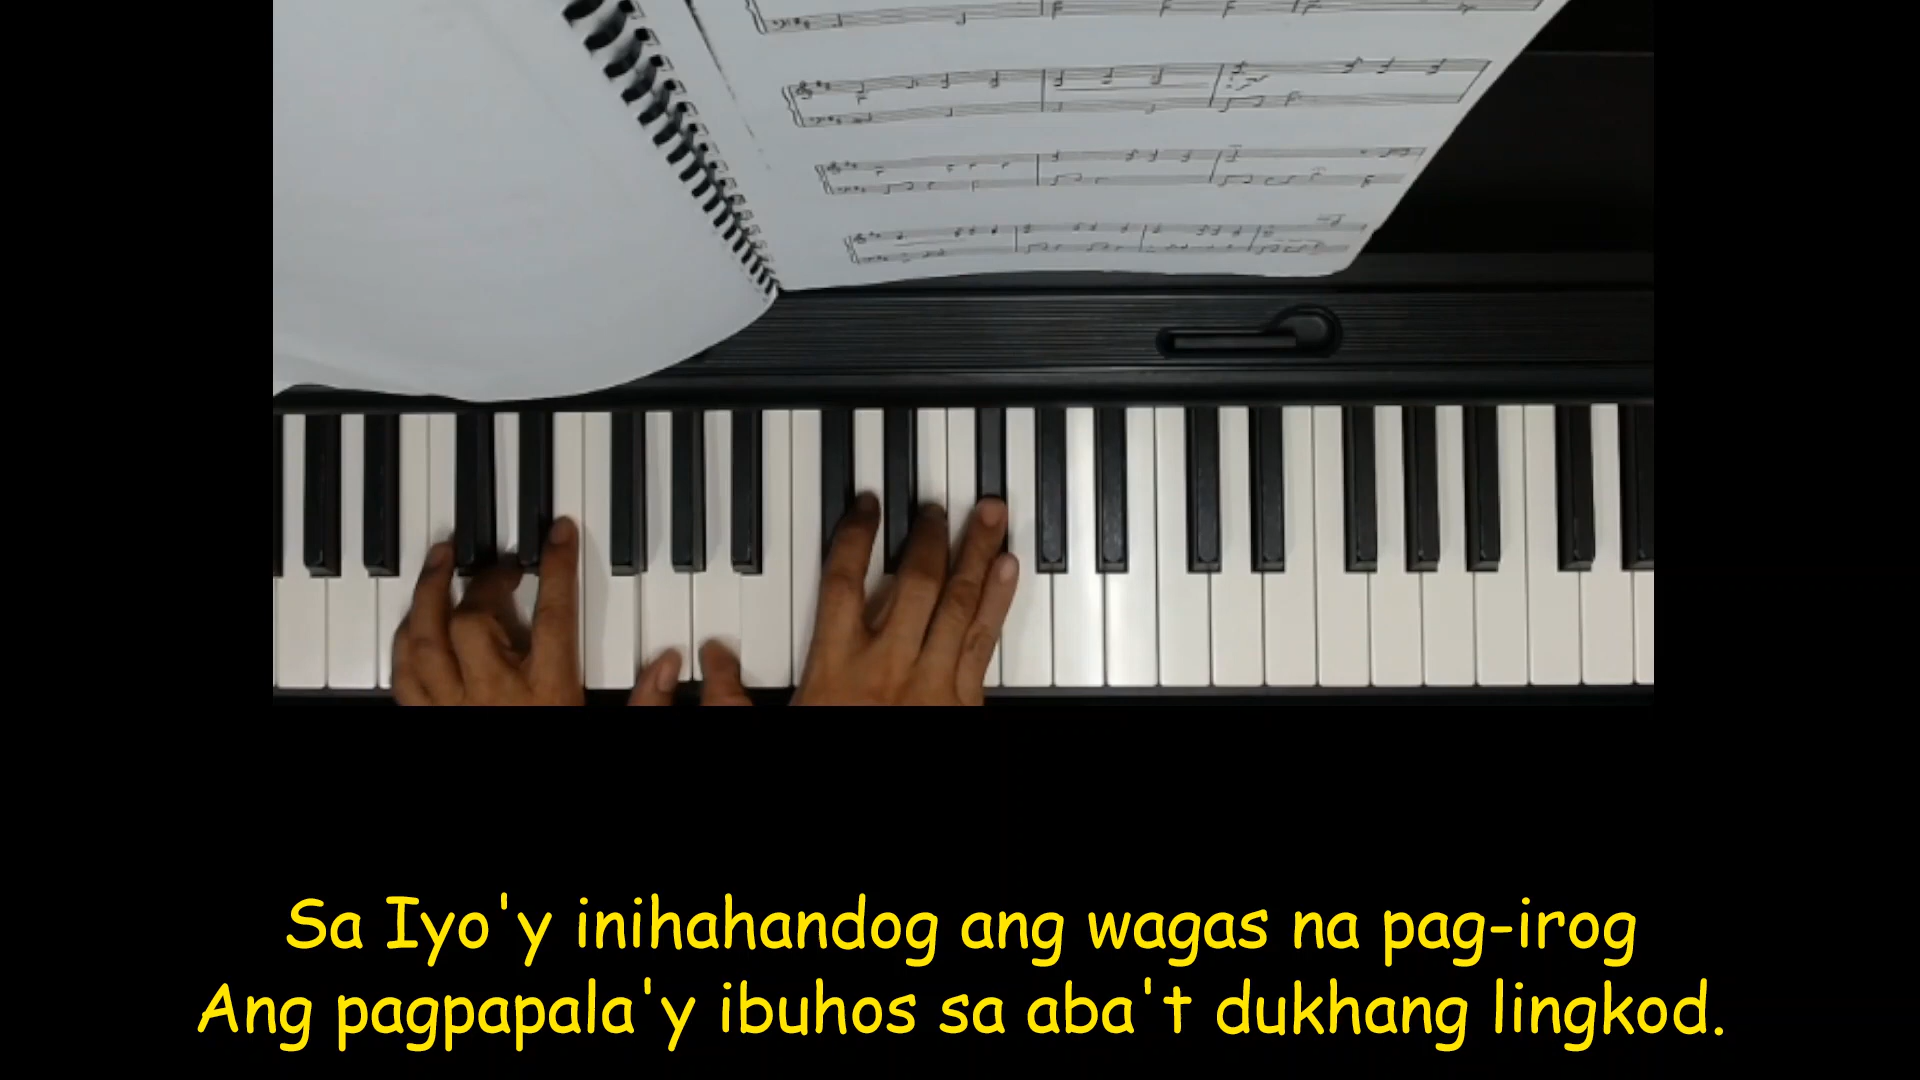 Sa Iyo'y inihahandog ang wagas na pag-irog
Ang pagpapala'y ibuhos sa aba't dukhang lingkod.